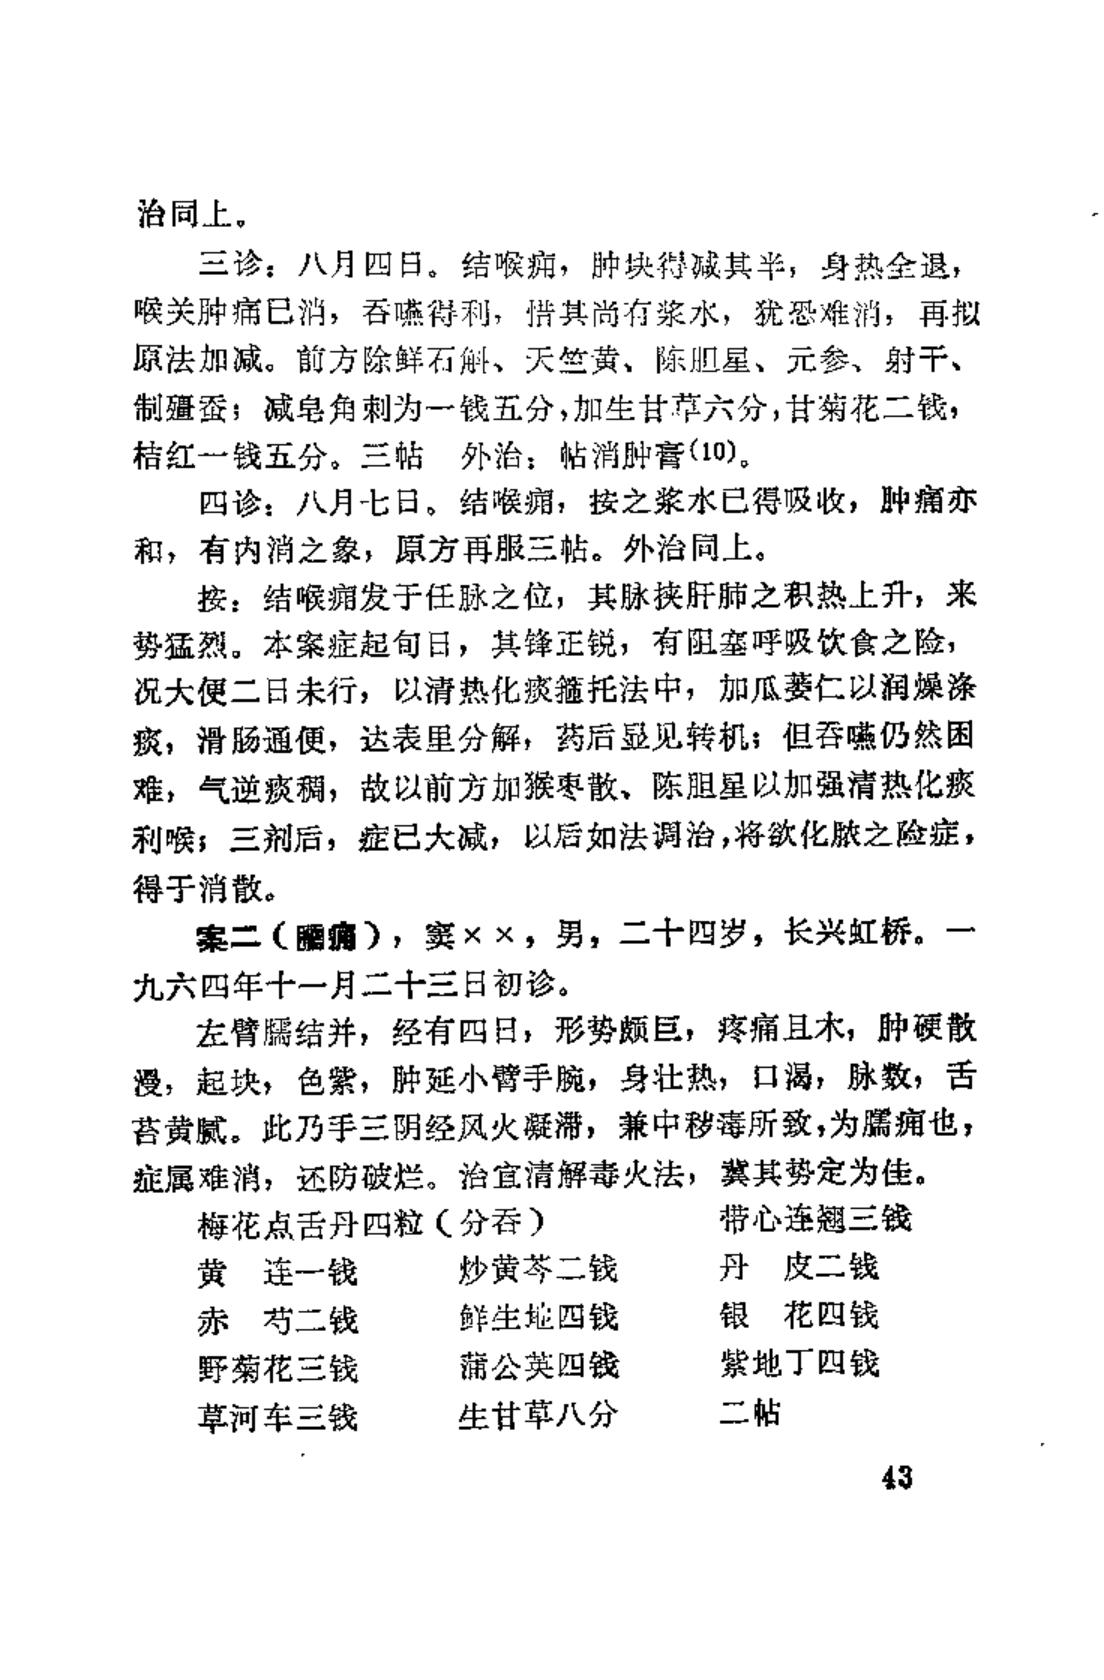 治同上。
三诊：八月四日。结喉痈，肿块得减其半，身热全退，
喉关肿痛已消，吞嚥得利，惜其尚有浆水，犹恐难消，再拟
原法加减。前方除鲜石斛、天竺黄、陈胆星、元参、射干、
制殭蚕；减皂角刺为一钱五分，加生甘草六分，甘菊花二钱，
桔红一钱五分。三帖　外治：帖消肿膏(10)。
四诊：八月七日。结喉痈，按之浆水已得吸收，肿痛亦
和，有内消之象，原方再服三帖。外治同上。
按：结喉痈发于任脉之位，其脉挟肝肺之积热上升，来
势猛烈。本案症起旬日，其锋正锐，有阻塞呼吸饮食之险，
况大便二日未行，以清热化痰箍托法中，加瓜蒌仁以润燥涤
痰，滑肠通便，达表里分解，药后显见转机；但吞嚥仍然困
难，气逆痰稠，故以前方加猴枣散、陈胆星以加强清热化痰
利喉；三剂后，症已大减，以后如法调治，将欲化脓之险症，
得于消散。
案二（臑痈），窦××，男，二十四岁，长兴虹桥。一
九六四年十一月二十三日初诊。
左臂臑结并，经有四日，形势颇巨，疼痛且木，肿硬散
漫，起块，色紫，肿延小臂手腕，身壮热，口渴，脉数，舌
苔黄腻。此乃手三阴经风火凝滞，兼中秽毒所致，为臑痈也，
症属难消，还防破烂。治宜清解毒火法，冀其势定为佳。
梅花点舌丹四粒（分吞）　带心连翘三钱
黄　连一钱　炒黄芩二钱　丹　皮二钱
赤　芍二钱　鲜生地四钱　银　花四钱
野菊花三钱　蒲公英四钱　紫地丁四钱
草河车三钱　生甘草八分　二帖
43